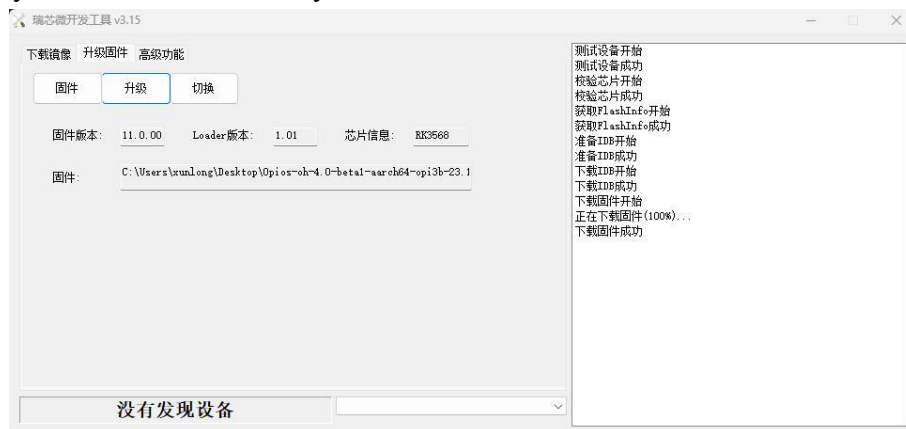 瑞芯微开发工具 v3.15
下载镜像 升级固件 高级功能
固件 升级 切换
固件版本: 11.0.00 Loader版本: 1.01 芯片信息: RK3568
固件: C:\Users\xunlong\Desktop\Opios-oh-4.0-beta1-aarch64-opi3b-23.1
没有发现设备
测试设备开始
测试设备成功
校验芯片开始
校验芯片成功
获取FlashInfo开始
获取FlashInfo成功
准备IDB开始
准备IDB成功
下载IDB开始
下载IDB成功
下载固件开始
正在下载固件(100%)...
下载固件成功